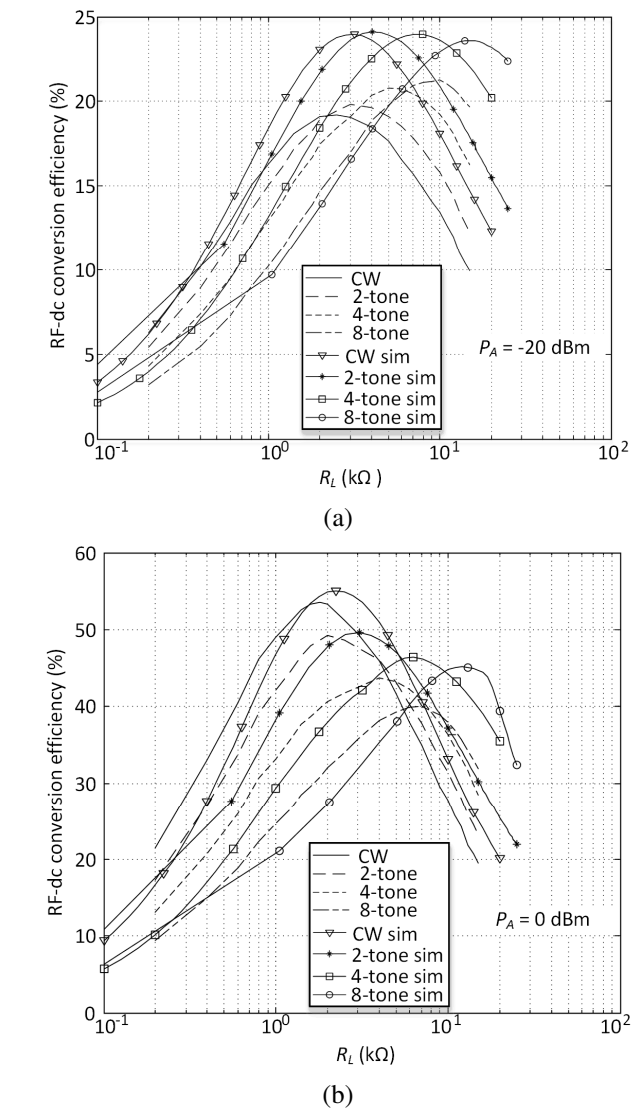 25
20
15
10
5
0
RF-dc conversion efficiency (%)
CW
2-tone
4-tone
8-tone
CW sim
2-tone sim
4-tone sim
8-tone sim
P_A = -20 dBm
10^-1
10^0
10^1
10^2
R_L (kΩ )
(a)
60
50
40
30
20
10
0
RF-dc conversion efficiency (%)
CW
2-tone
4-tone
8-tone
CW sim
2-tone sim
4-tone sim
8-tone sim
P_A = 0 dBm
10^-1
10^0
10^1
10^2
R_L (kΩ)
(b)